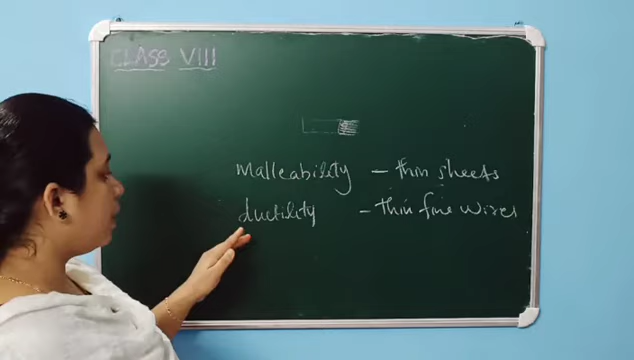 CLASS VIII
Malleability - thin sheets
ductility - thin fine wires